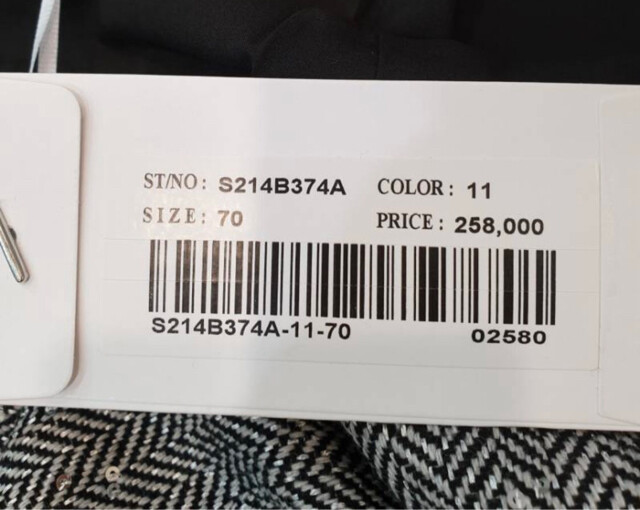 ST/NO: S214B374A COLOR: 11
SIZE: 70 PRICE: 258,000
S214B374A-11-70 02580